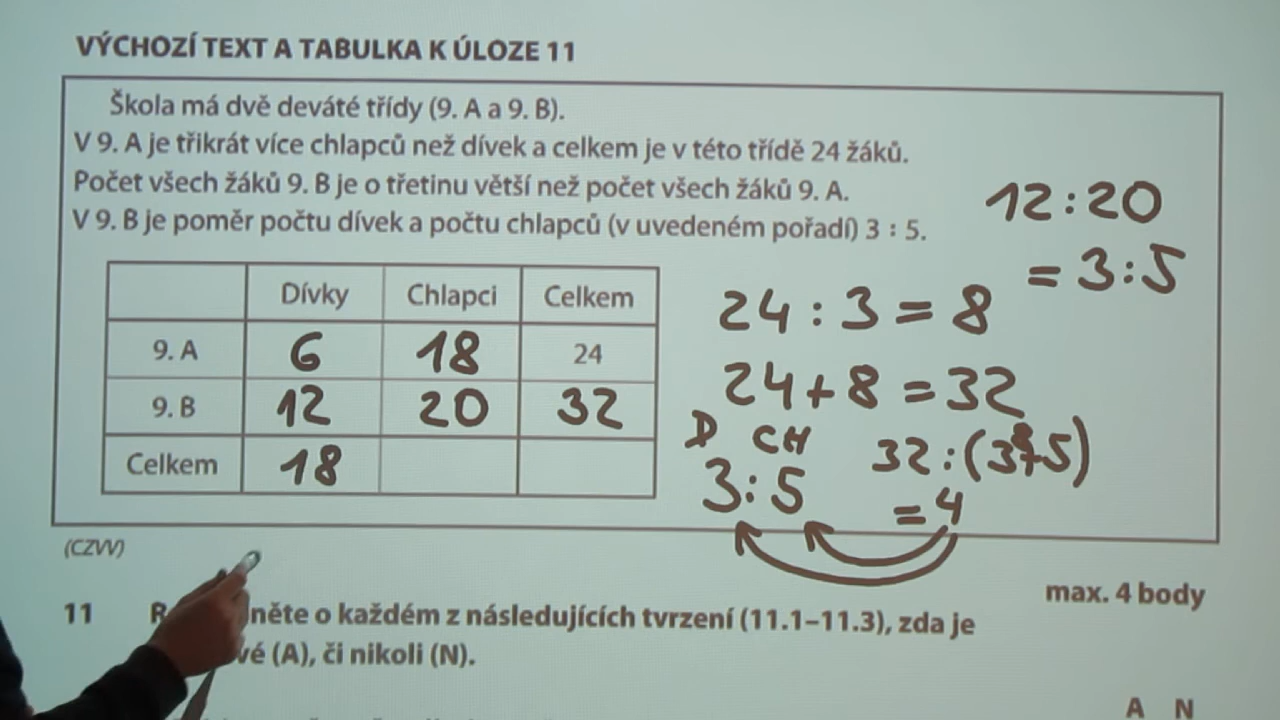 VÝCHOZÍ TEXT A TABULKA K ÚLOZE 11
Škola má dvě deváté třídy (9. A a 9. B).
V 9. A je třikrát více chlapců než dívek a celkem je v této třídě 24 žáků.
Počet všech žáků 9. B je o třetinu větší než počet všech žáků 9. A.
V 9. B je poměr počtu dívek a počtu chlapců (v uvedeném pořadí) 3 : 5.
12:20
= 3:5
Dívky Chlapci Celkem
9. A 6 18 24
9. B 12 20 32
Celkem 18
24 : 3 = 8
24 + 8 = 32
D CH
3:5
32:(3+5)
8
= 4
(CZVV)
max. 4 body
11 něte o každém z následujících tvrzení (11.1–11.3), zda je
vé (A), či nikoli (N).
A N